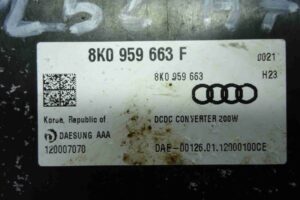 8K0 959 663 F
0021
8K0 959 663
H23
Korea, Republic of
DAESUNG AAA
DCDC CONVERTER 200W
120007070
DAE-00126.01.12000100CE